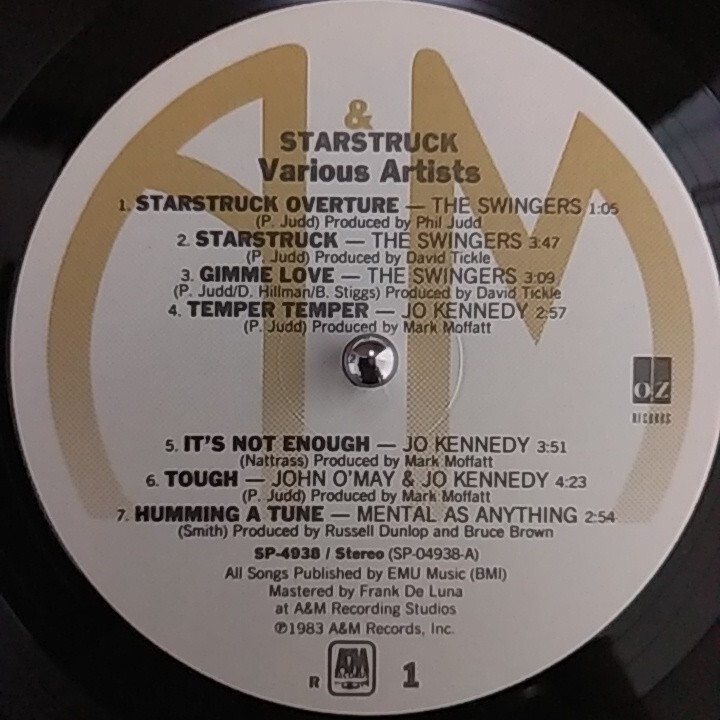 &
STARSTRUCK
Various Artists
1. STARSTRUCK OVERTURE — THE SWINGERS 1:05
(P. Judd) Produced by Phil Judd
2. STARSTRUCK — THE SWINGERS 3:47
(P. Judd) Produced by David Tickle
3. GIMME LOVE — THE SWINGERS 3:09
(P. Judd/D. Hillman/B. Stiggs) Produced by David Tickle
4. TEMPER TEMPER — JO KENNEDY 2:57
(P. Judd) Produced by Mark Moffatt
OZ
RECORDS
5. IT'S NOT ENOUGH — JO KENNEDY 3:51
(Nattrass) Produced by Mark Moffatt
6. TOUGH — JOHN O'MAY & JO KENNEDY 4:23
(P. Judd) Produced by Mark Moffatt
7. HUMMING A TUNE — MENTAL AS ANYTHING 2:54
(Smith) Produced by Russell Dunlop and Bruce Brown
SP-4938 / Stereo (SP-04938-A)
All Songs Published by EMU Music (BMI)
Mastered by Frank De Luna
at A&M Recording Studios
℗1983 A&M Records, Inc.
R A&M RECORDS 1